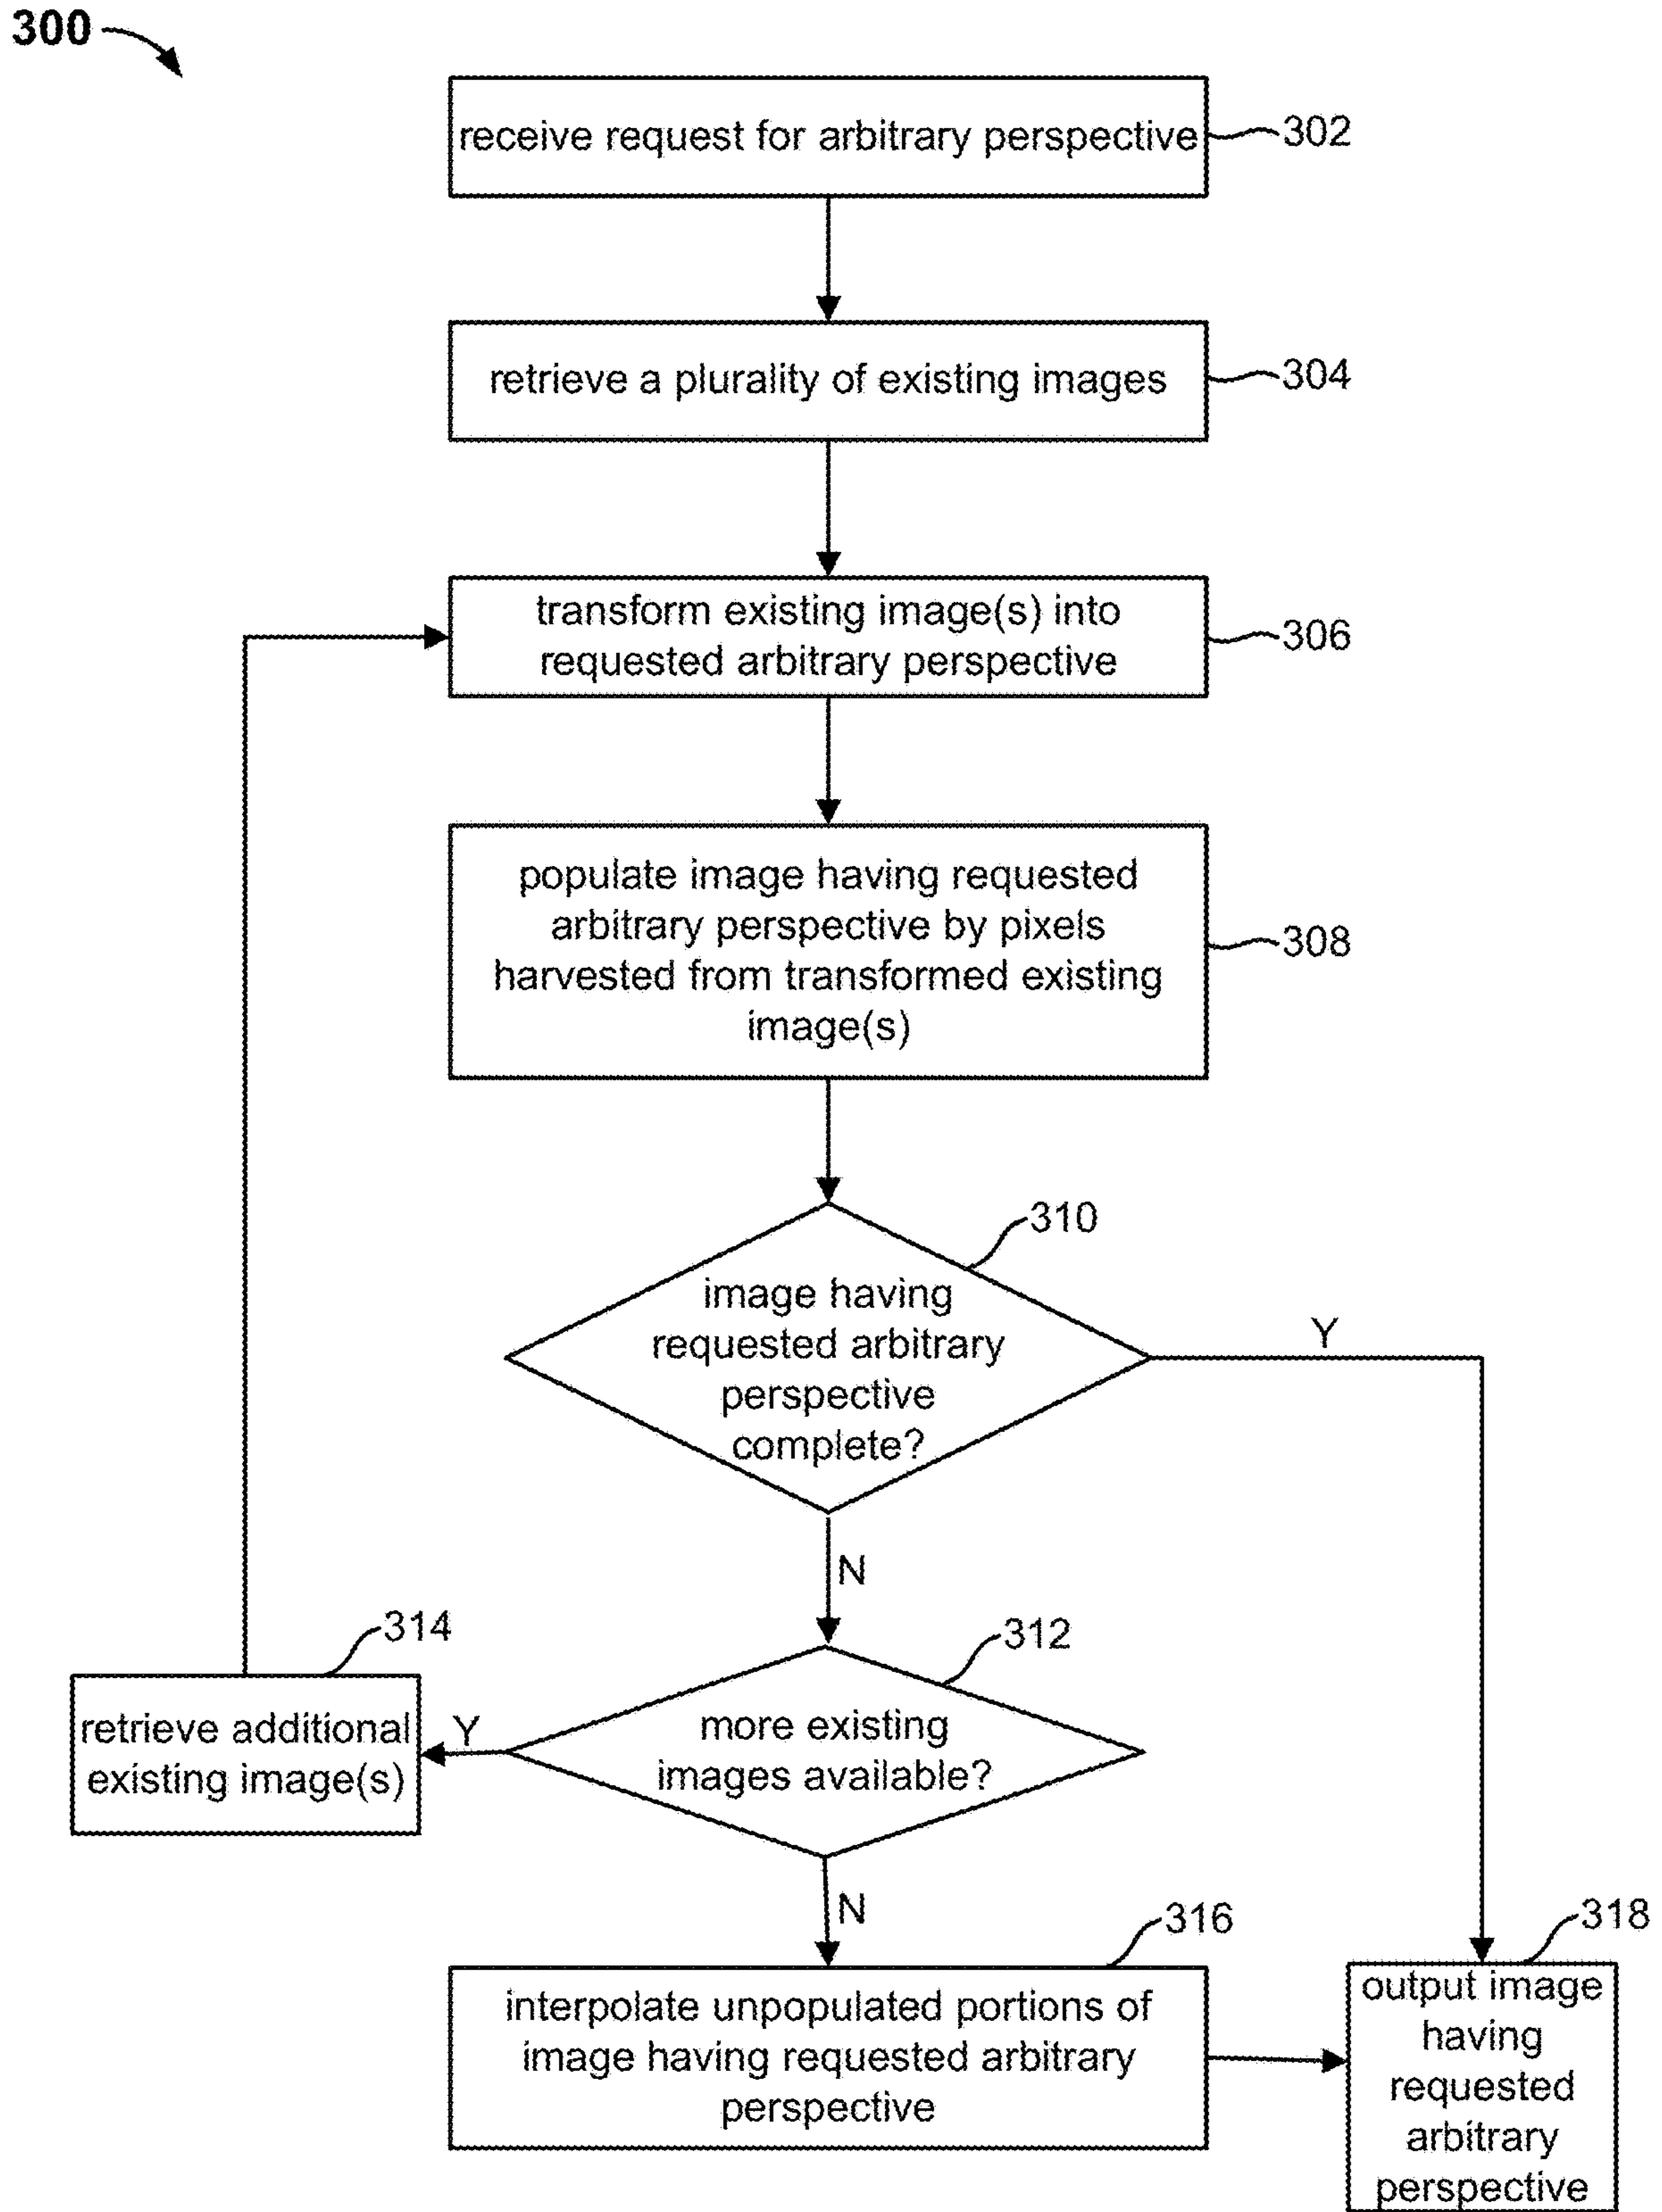 300
receive request for arbitrary perspective
302
retrieve a plurality of existing images
304
transform existing image(s) into
requested arbitrary perspective
306
populate image having requested
arbitrary perspective by pixels
harvested from transformed existing
image(s)
308
310
image having
requested arbitrary
perspective
complete?
Y
N
314
312
retrieve additional
existing image(s)
Y
more existing
images available?
N
316
318
interpolate unpopulated portions of
image having requested arbitrary
perspective
output image
having
requested
arbitrary
perspective